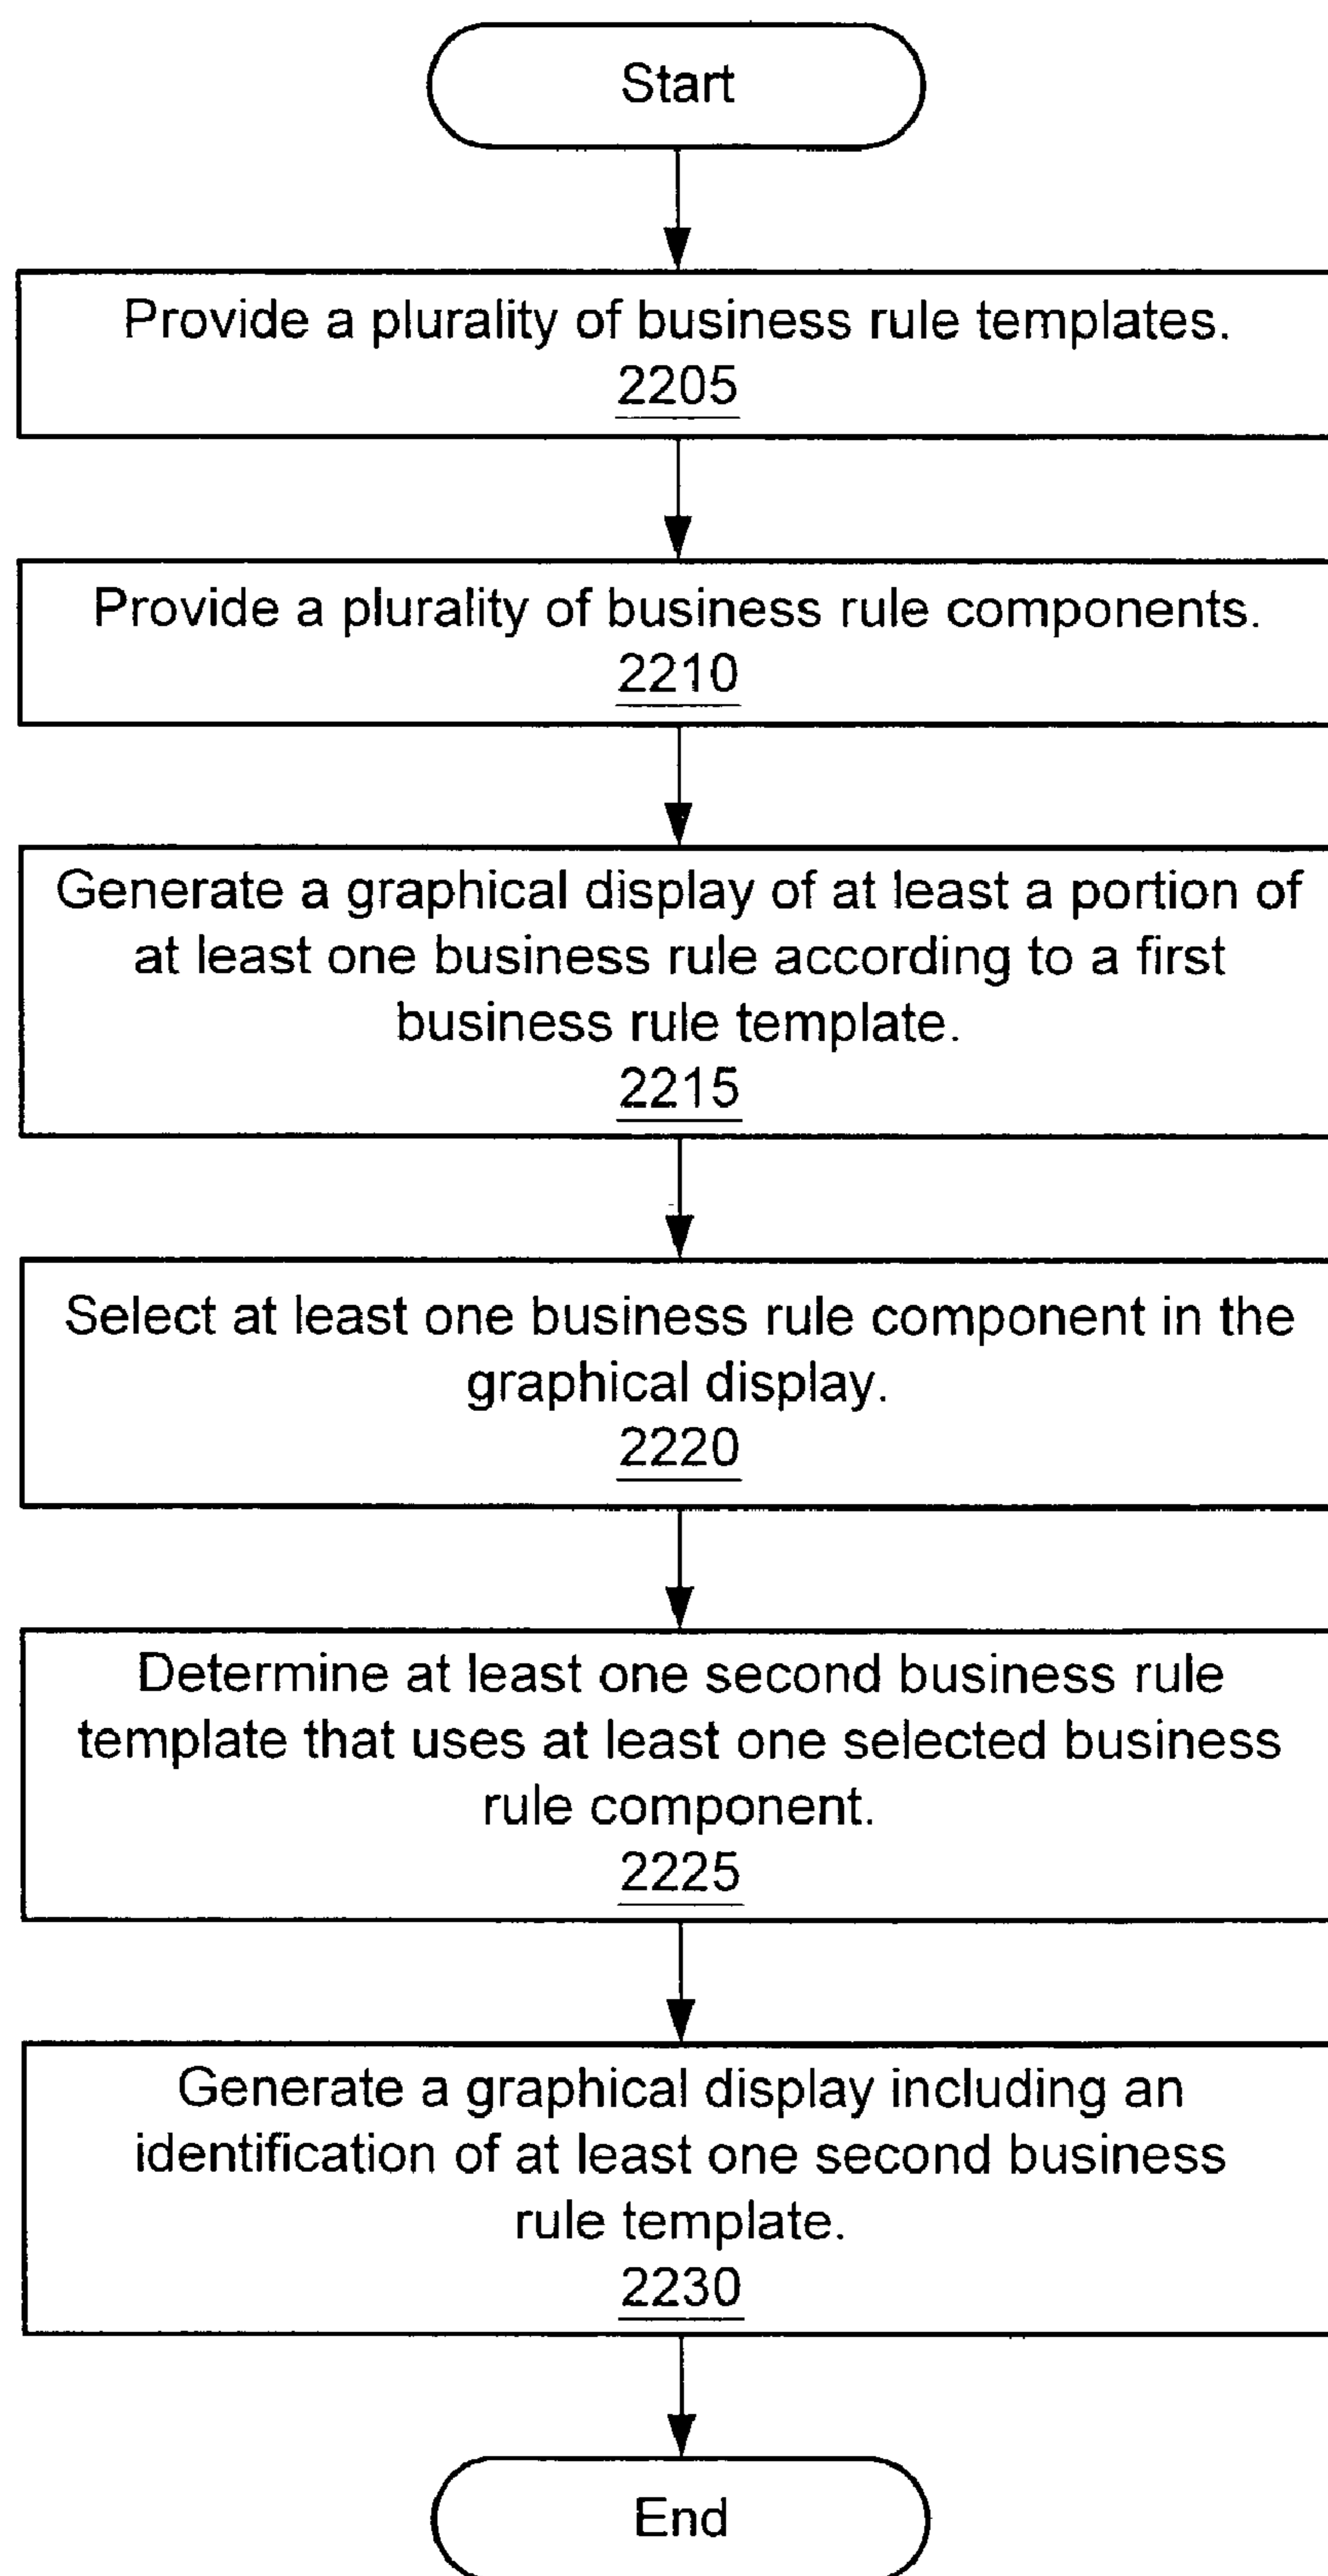 Start
Provide a plurality of business rule templates.
2205
Provide a plurality of business rule components.
2210
Generate a graphical display of at least a portion of
at least one business rule according to a first
business rule template.
2215
Select at least one business rule component in the
graphical display.
2220
Determine at least one second business rule
template that uses at least one selected business
rule component.
2225
Generate a graphical display including an
identification of at least one second business
rule template.
2230
End